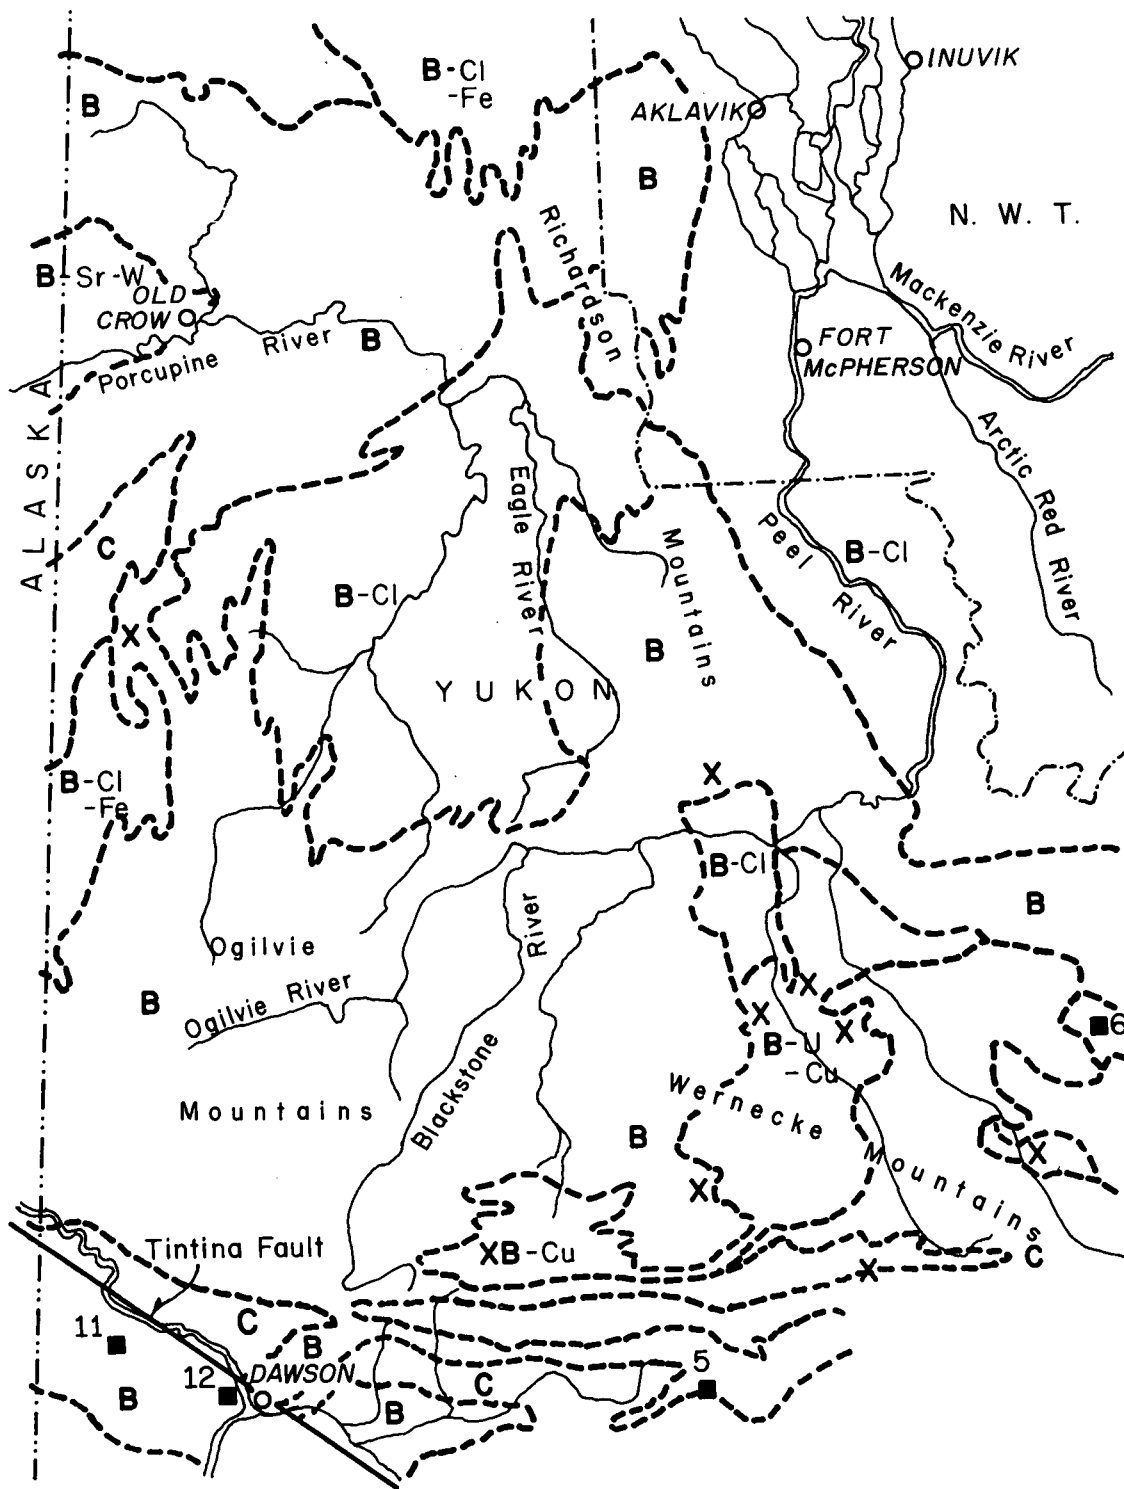 B-Cl
-Fe
INUVIK
B
AKLAVIK
B
N. W. T.
Richardson
B-Sr-W
OLD
CROW
Mackenzie River
Porcupine River
B
FORT
McPHERSON
ALASKA
Arctic Red River
Eagle River
C
Peel River
B-Cl
Mountains
B-Cl
X
B
YUKON
B-Cl
-Fe
X
B-Cl
B
River
Ogilvie
X
B
Ogilvie River
X
X
6
B-U
-Cu
Blackstone
Wernecke
Mountains
B
X
Mountains
X
Tintina Fault
XB-Cu
C
X
11
C
B
5
12
DAWSON
B
C
B